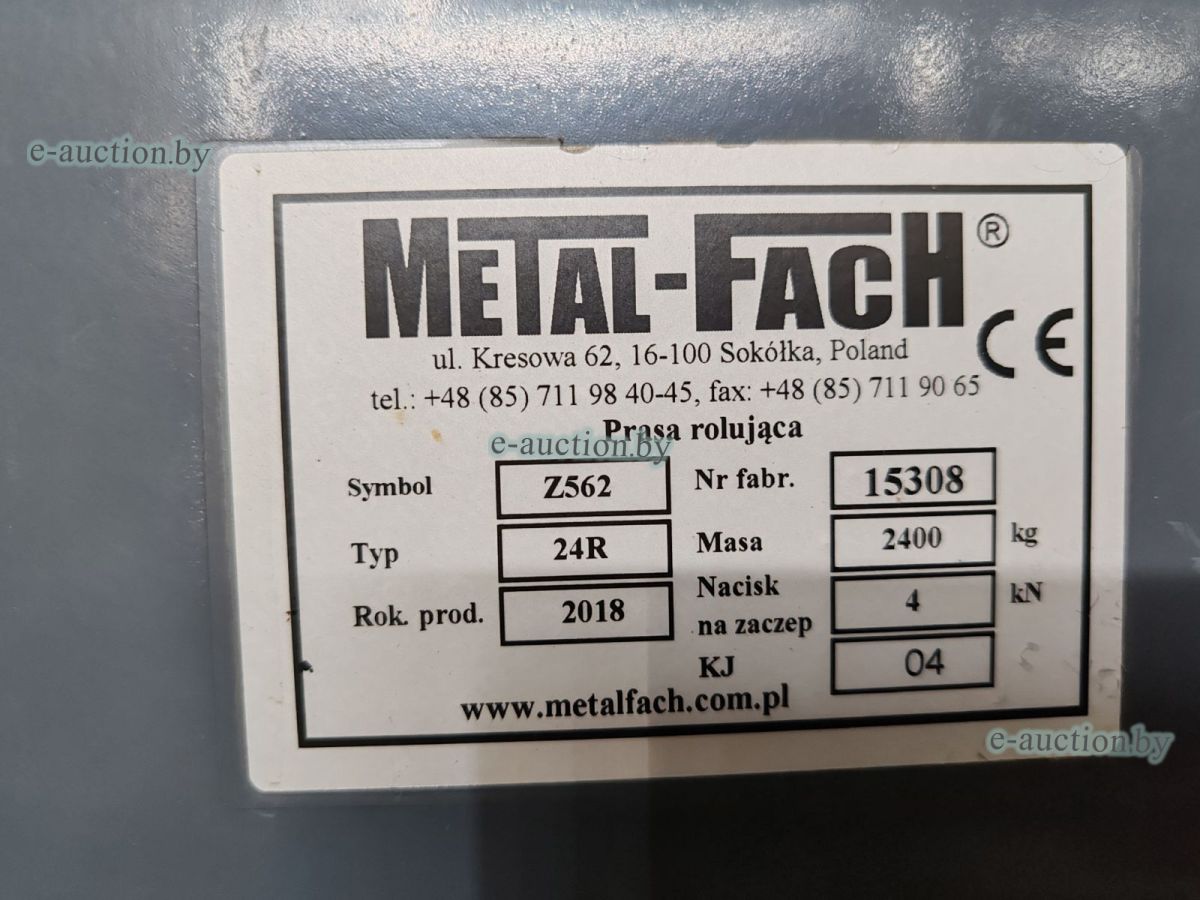 e-auction.by
METAL-FACH®
CE
ul. Kresowa 62, 16-100 Sokółka, Poland
tel.: +48 (85) 711 98 40-45, fax: +48 (85) 711 90 65
Prasa rolująca
e-auction.by
Symbol Z562 Nr fabr. 15308
Typ 24R Masa 2400 kg
Rok. prod. 2018 Nacisk na zaczep 4 kN
KJ 04
www.metalfach.com.pl
e-auction.by